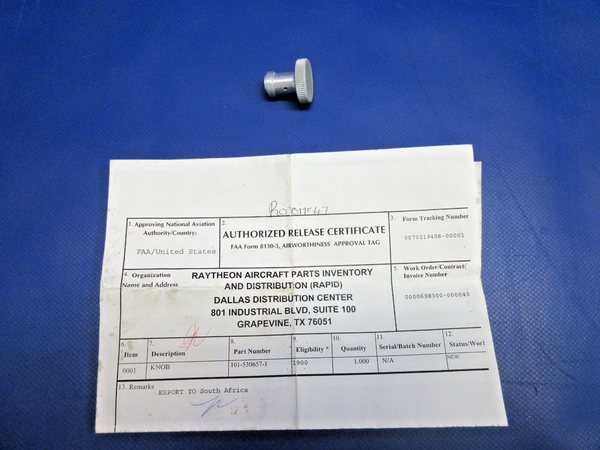 1. Approving National Aviation
Authority/Country:
FAA/United States
2.
AUTHORIZED RELEASE CERTIFICATE
FAA Form 8130-3, AIRWORTHINESS APPROVAL TAG
3. Form Tracking Number
0070219408-00001
4. Organization
Name and Address
RAYTHEON AIRCRAFT PARTS INVENTORY
AND DISTRIBUTION (RAPID)
DALLAS DISTRIBUTION CENTER
801 INDUSTRIAL BLVD, SUITE 100
GRAPEVINE, TX 76051
5. Work Order/Contract/
Invoice Number
0000698300-000040
6. Item 7. Description 8. Part Number 9. Eligibility * 10. Quantity 11. Serial/Batch Number 12. Status/Worl
0001 KNOB 101-530657-1 1900 1.000 N/A NEW
13. Remarks
EXPORT TO South Africa